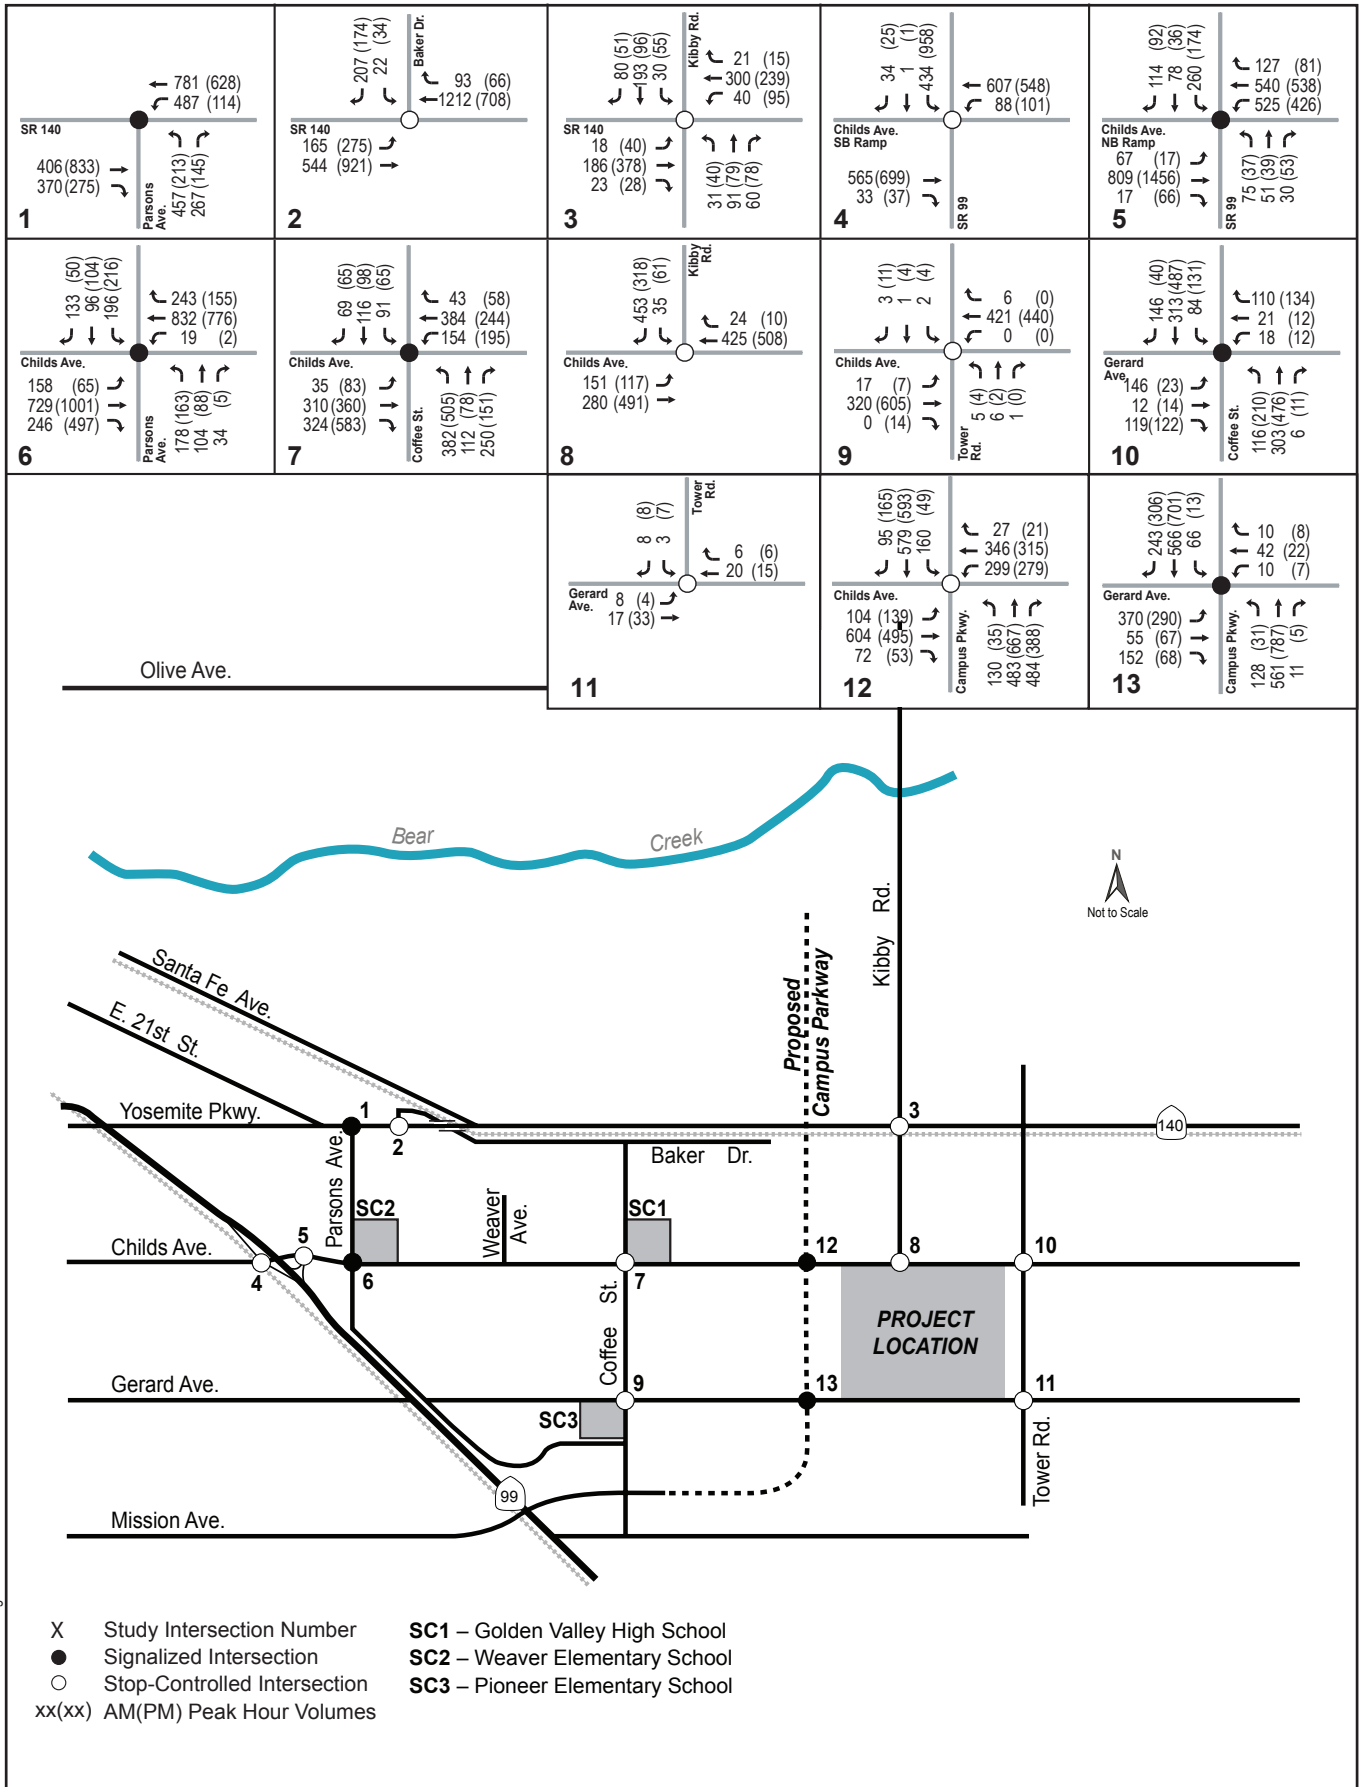 781 (628)
487 (114)
SR 140
406 (833)
370 (275)
Parsons
Ave.
457 (213)
267 (145)
1
207 (174)
22 (34)
Baker Dr.
93 (66)
1212 (708)
SR 140
165 (275)
544 (921)
2
80 (51)
193 (96)
30 (55)
Kibby Rd.
21 (15)
300 (239)
40 (95)
SR 140
18 (40)
186 (378)
23 (28)
31 (40)
91 (79)
60 (78)
3
34 (25)
1 (1)
434 (958)
607 (548)
88 (101)
Childs Ave.
SB Ramp
565 (699)
33 (37)
SR 99
4
114 (92)
78 (36)
260 (174)
127 (81)
540 (538)
525 (426)
Childs Ave.
NB Ramp
67 (17)
809 (1456)
17 (66)
SR 99
75 (37)
51 (39)
30 (53)
5
133 (50)
96 (104)
196 (216)
243 (155)
832 (776)
19 (2)
Childs Ave.
158 (65)
729 (1001)
246 (497)
Parsons
Ave.
178 (163)
104 (88)
34 (5)
6
69 (65)
116 (98)
91 (65)
43 (58)
384 (244)
154 (195)
Childs Ave.
35 (83)
310 (360)
324 (583)
Coffee St.
382 (505)
112 (78)
250 (151)
7
453 (318)
35 (61)
Kibby
Rd.
24 (10)
425 (508)
Childs Ave.
151 (117)
280 (491)
8
3 (11)
1 (4)
2 (4)
6 (0)
421 (440)
0 (0)
Childs Ave.
17 (7)
320 (605)
0 (14)
Tower
Rd.
5 (4)
6 (2)
1 (0)
9
146 (40)
313 (487)
84 (131)
110 (134)
21 (12)
18 (12)
Gerard
Ave.
146 (23)
12 (14)
119 (122)
Coffee St.
116 (210)
303 (476)
6 (11)
10
8 (8)
3 (7)
Tower
Rd.
6 (6)
20 (15)
Gerard
Ave.
8 (4)
17 (33)
11
95 (165)
579 (593)
160 (49)
27 (21)
346 (315)
299 (279)
Childs Ave.
104 (139)
604 (495)
72 (53)
Campus Pkwy.
130 (35)
483 (667)
484 (388)
12
243 (306)
566 (701)
66 (13)
10 (8)
42 (22)
10 (7)
Gerard Ave.
370 (290)
55 (67)
152 (68)
Campus Pkwy.
128 (31)
561 (787)
11 (5)
13
Olive Ave.
Bear Creek
N
Not to Scale
Kibby Rd.
Santa Fe Ave.
E. 21st St.
Proposed
Campus Parkway
Yosemite Pkwy.
1
2
3
140
Baker Dr.
Parsons Ave.
SC2
Weaver
Ave.
SC1
Childs Ave.
4
5
6
7
12
8
10
Coffee St.
PROJECT
LOCATION
Gerard Ave.
9
13
11
SC3
Tower Rd.
99
Mission Ave.
X Study Intersection Number
Signalized Intersection
Stop-Controlled Intersection
xx(xx) AM(PM) Peak Hour Volumes
SC1 – Golden Valley High School
SC2 – Weaver Elementary School
SC3 – Pioneer Elementary School